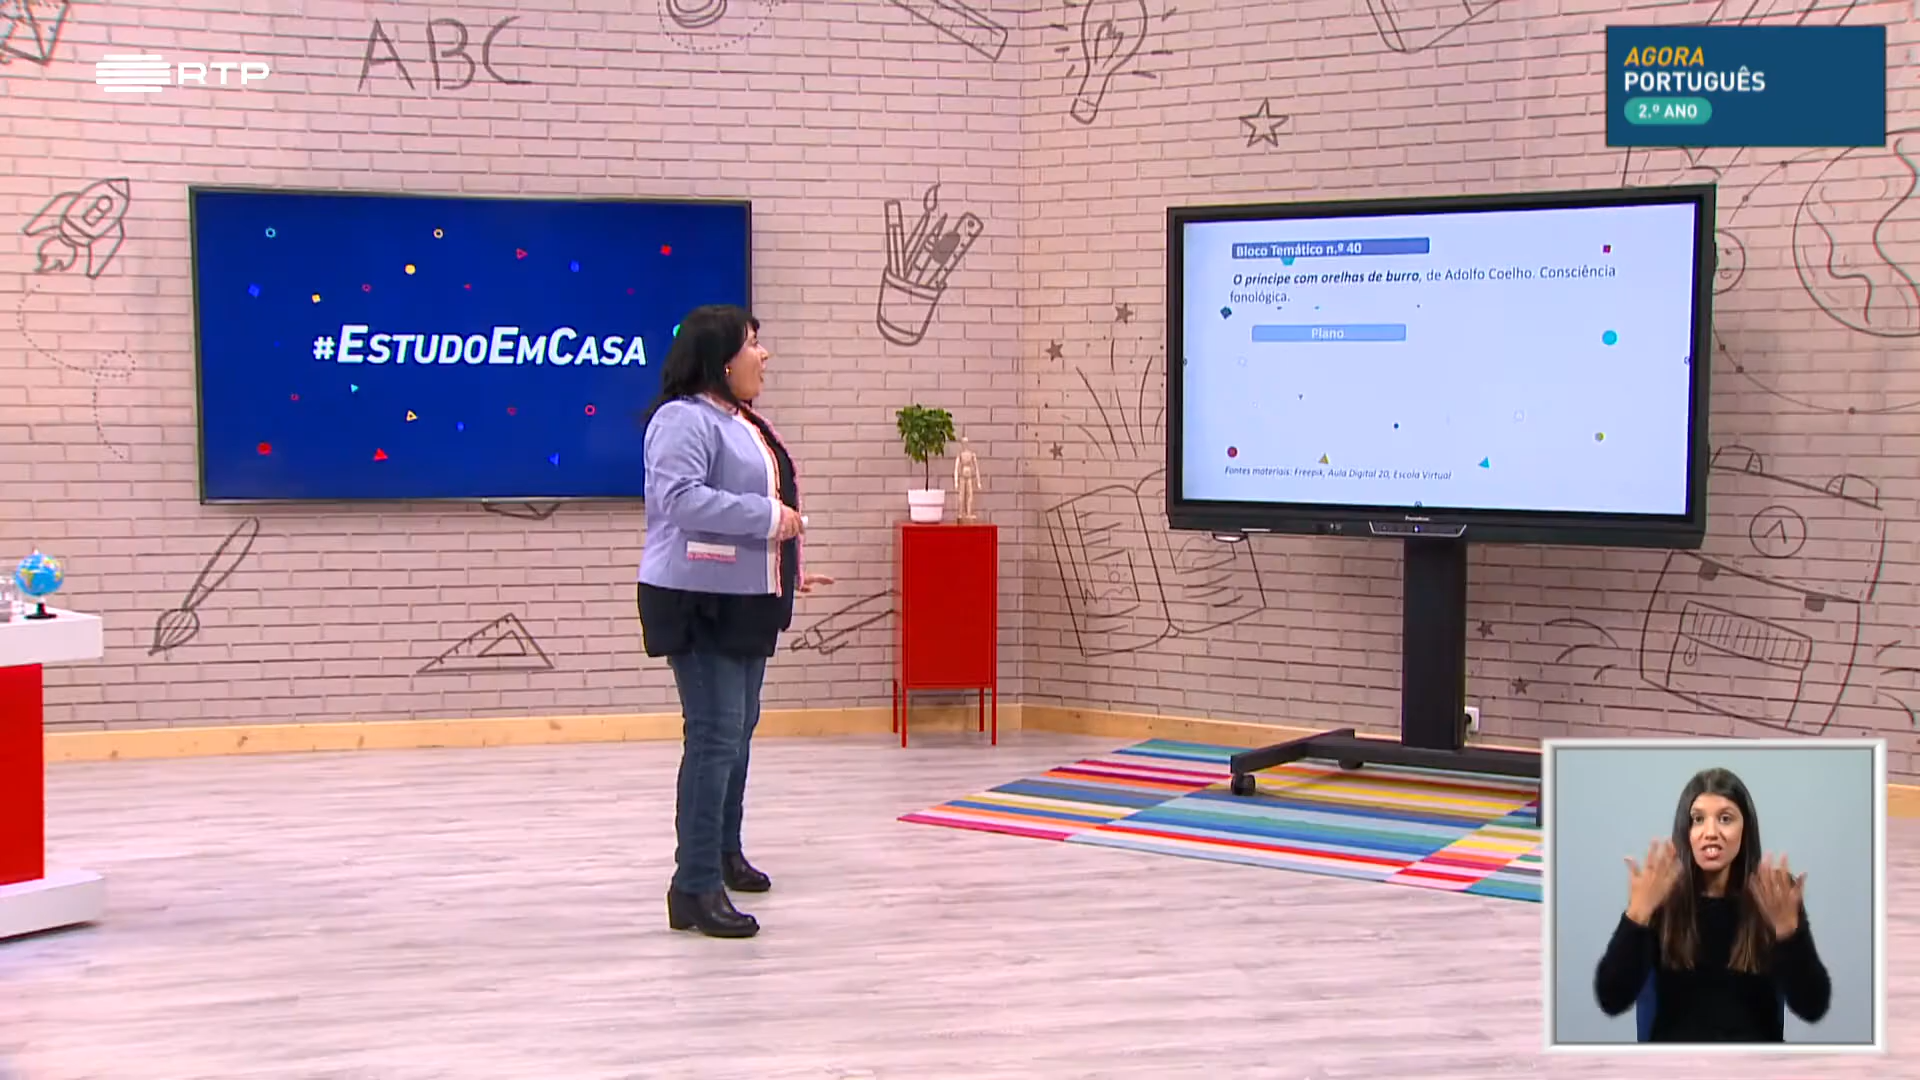 ABC
RTP
AGORA
PORTUGUÊS
2.º ANO
#ESTUDOEMCASA
Bloco Temático n.º 40
O príncipe com orelhas de burro, de Adolfo Coelho. Consciência
fonológica.
Plano
Fontes materiais: Freepik, Aula Digital 20, Escola Virtual